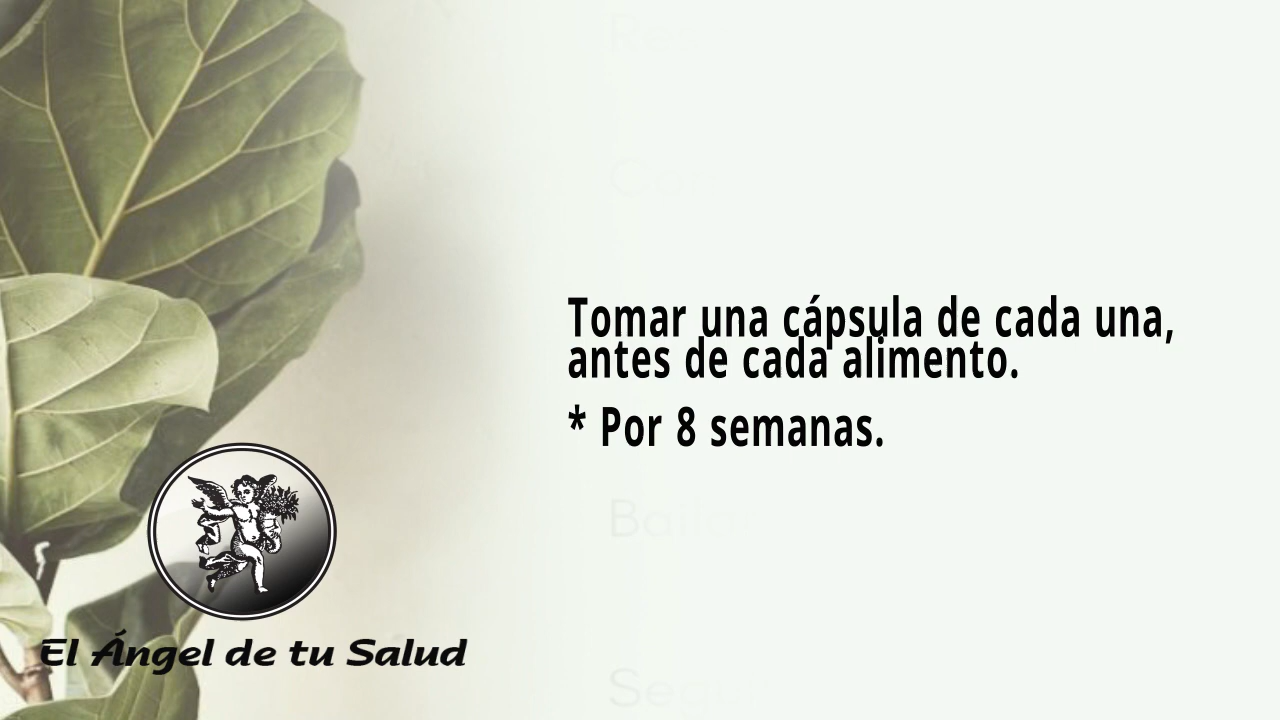 Tomar una cápsula de cada una,
antes de cada alimento.
* Por 8 semanas.
El Ángel de tu Salud